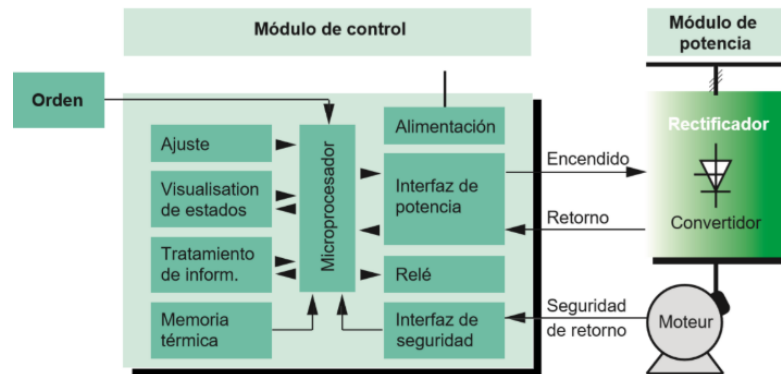 Módulo de control
Módulo de
potencia
Orden
Ajuste
Visualisation
de estados
Tratamiento
de inform.
Memoria
térmica
Microprocesador
Alimentación
Interfaz de
potencia
Relé
Interfaz de
seguridad
Encendido
Retorno
Seguridad
de retorno
Rectificador
Convertidor
Moteur